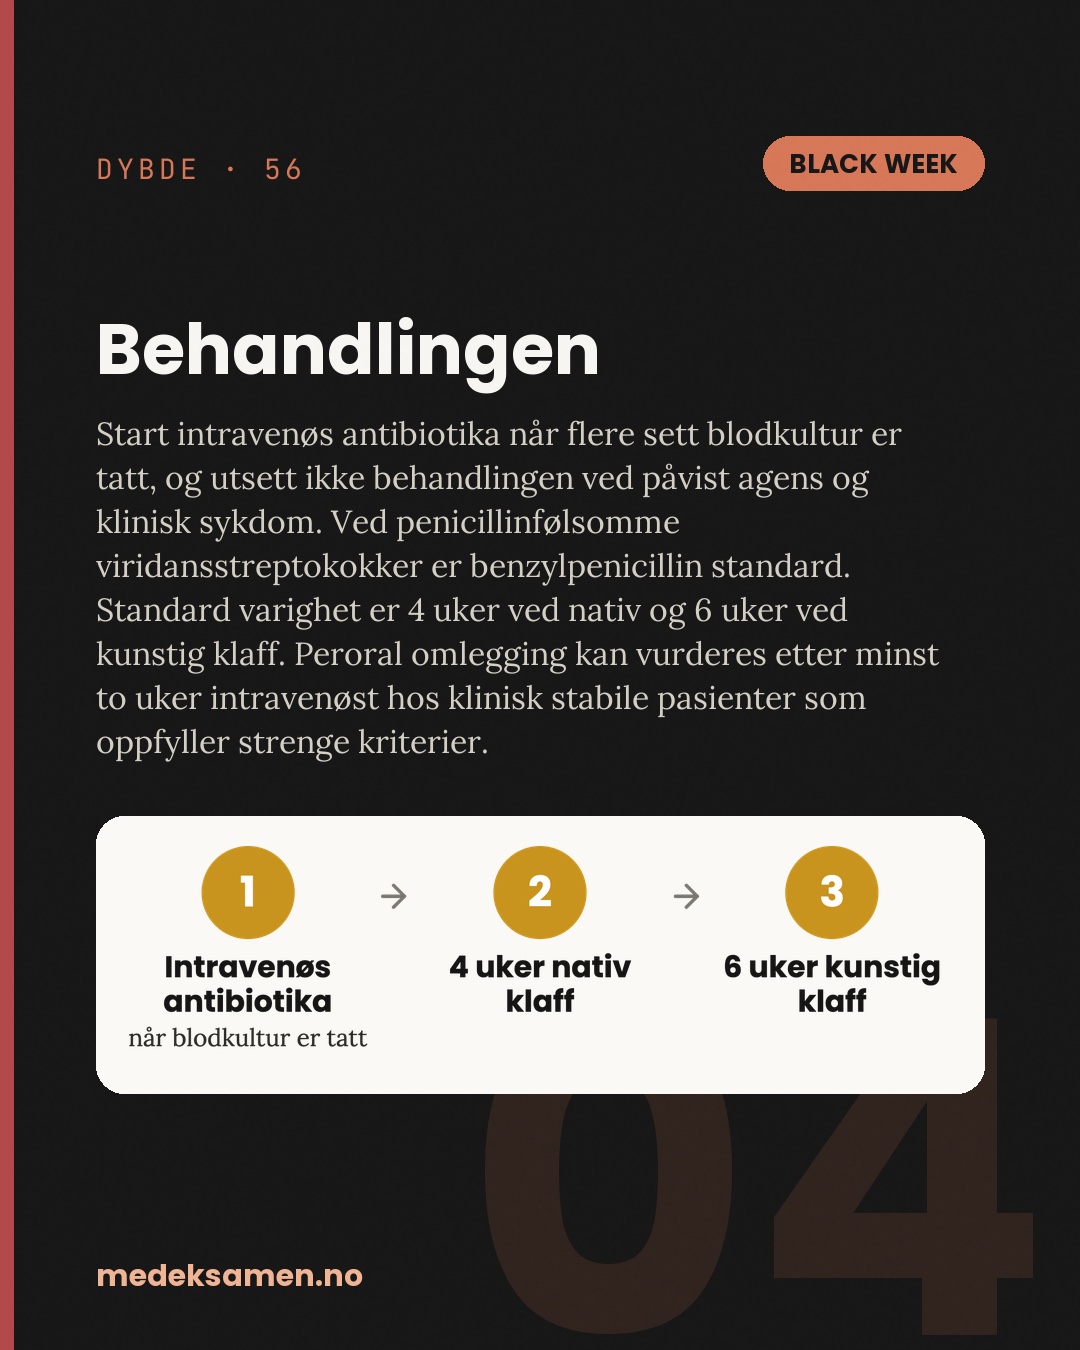 DYBDE · 56
BLACK WEEK
Behandlingen
Start intravenøs antibiotika når flere sett blodkultur er
tatt, og utsett ikke behandlingen ved påvist agens og
klinisk sykdom. Ved penicillinfølsomme
viridansstreptokokker er benzylpenicillin standard.
Standard varighet er 4 uker ved nativ og 6 uker ved
kunstig klaff. Peroral omlegging kan vurderes etter minst
to uker intravenøst hos klinisk stabile pasienter som
oppfyller strenge kriterier.
1
Intravenøs
antibiotika
når blodkultur er tatt
→
2
4 uker nativ
klaff
→
3
6 uker kunstig
klaff
04
medeksamen.no